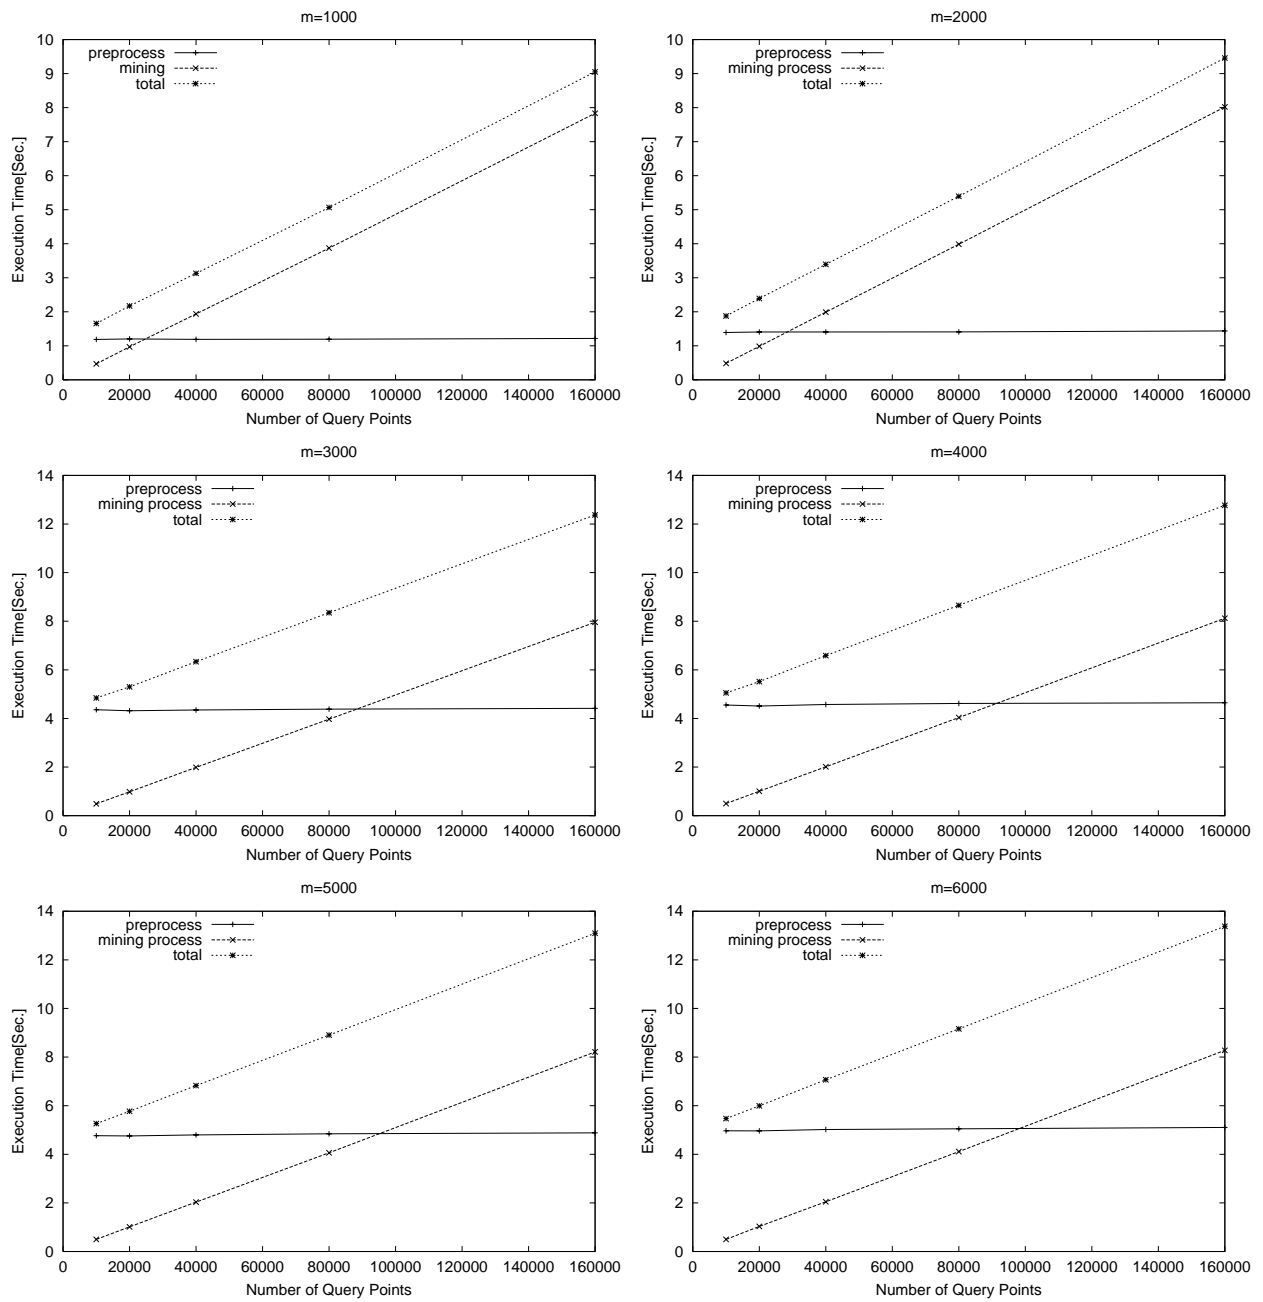 m=1000
10
9
8
7
6
5
4
3
2
1
0
Execution Time[Sec.]
preprocess
mining
total
0 20000 40000 60000 80000 100000 120000 140000 160000
Number of Query Points
m=2000
10
9
8
7
6
5
4
3
2
1
0
Execution Time[Sec.]
preprocess
mining process
total
0 20000 40000 60000 80000 100000 120000 140000 160000
Number of Query Points
m=3000
14
12
10
8
6
4
2
0
Execution Time[Sec.]
preprocess
mining process
total
0 20000 40000 60000 80000 100000 120000 140000 160000
Number of Query Points
m=4000
14
12
10
8
6
4
2
0
Execution Time[Sec.]
preprocess
mining process
total
0 20000 40000 60000 80000 100000 120000 140000 160000
Number of Query Points
m=5000
14
12
10
8
6
4
2
0
Execution Time[Sec.]
preprocess
mining process
total
0 20000 40000 60000 80000 100000 120000 140000 160000
Number of Query Points
m=6000
14
12
10
8
6
4
2
0
Execution Time[Sec.]
preprocess
mining process
total
0 20000 40000 60000 80000 100000 120000 140000 160000
Number of Query Points